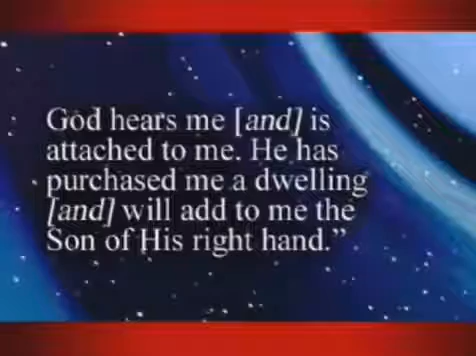 God hears me [and] is
attached to me. He has
purchased me a dwelling
[and] will add to me the
Son of His right hand.”